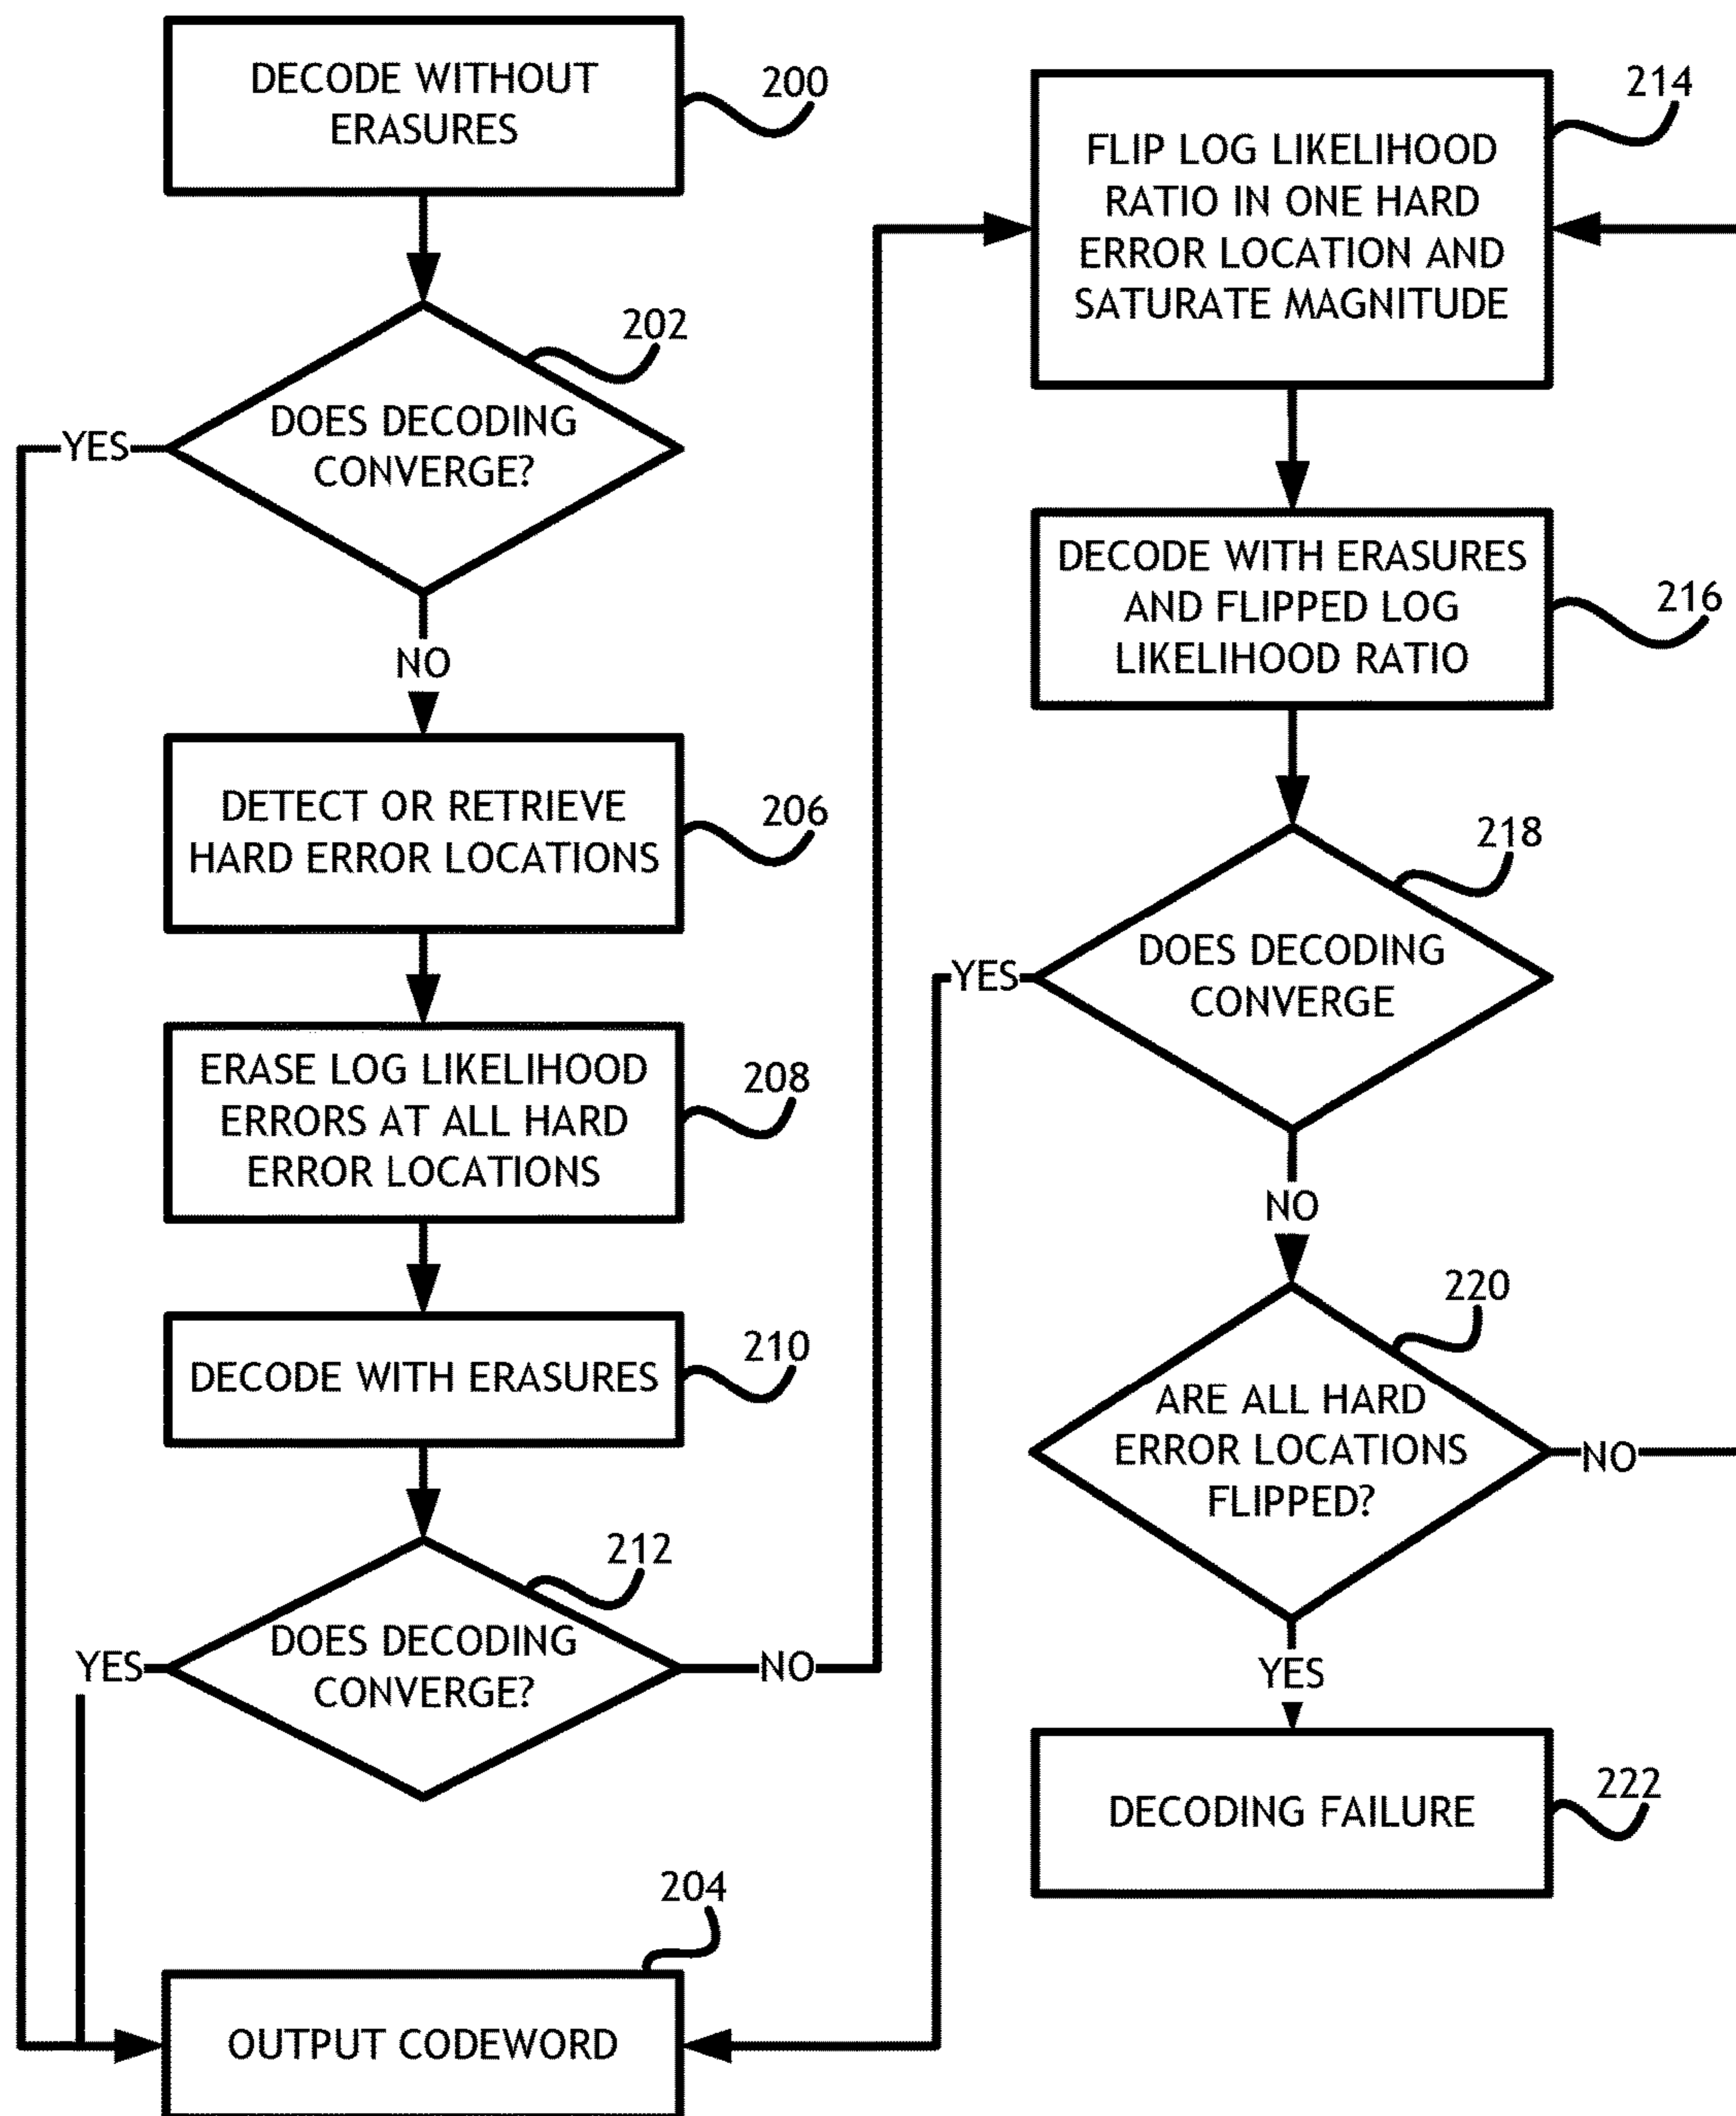 DECODE WITHOUT
ERASURES
200
202
DOES DECODING
CONVERGE?
YES
NO
DETECT OR RETRIEVE
HARD ERROR LOCATIONS
206
ERASE LOG LIKELIHOOD
ERRORS AT ALL HARD
ERROR LOCATIONS
208
DECODE WITH ERASURES
210
212
DOES DECODING
CONVERGE?
YES
NO
204
OUTPUT CODEWORD
214
FLIP LOG LIKELIHOOD
RATIO IN ONE HARD
ERROR LOCATION AND
SATURATE MAGNITUDE
DECODE WITH ERASURES
AND FLIPPED LOG
LIKELIHOOD RATIO
216
218
DOES DECODING
CONVERGE
YES
NO
220
ARE ALL HARD
ERROR LOCATIONS
FLIPPED?
NO
YES
DECODING FAILURE
222